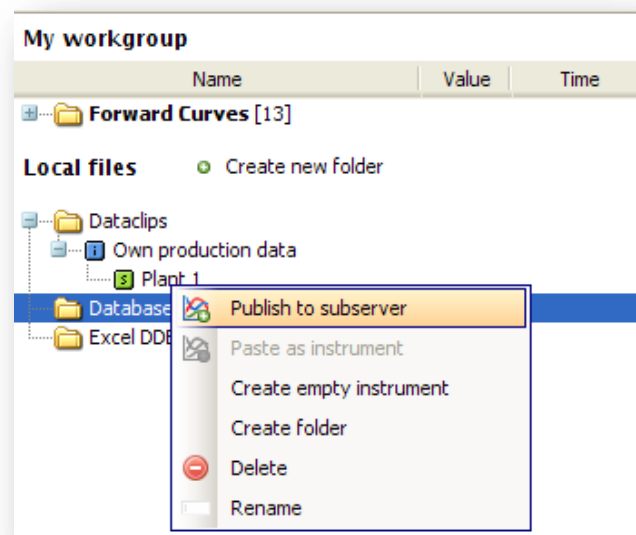 My workgroup
Name Value Time
Forward Curves [13]
Local files Create new folder
Dataclips
i Own production data
s Plant 1
Database
Publish to subserver
Excel DDE
Paste as instrument
Create empty instrument
Create folder
Delete
Rename